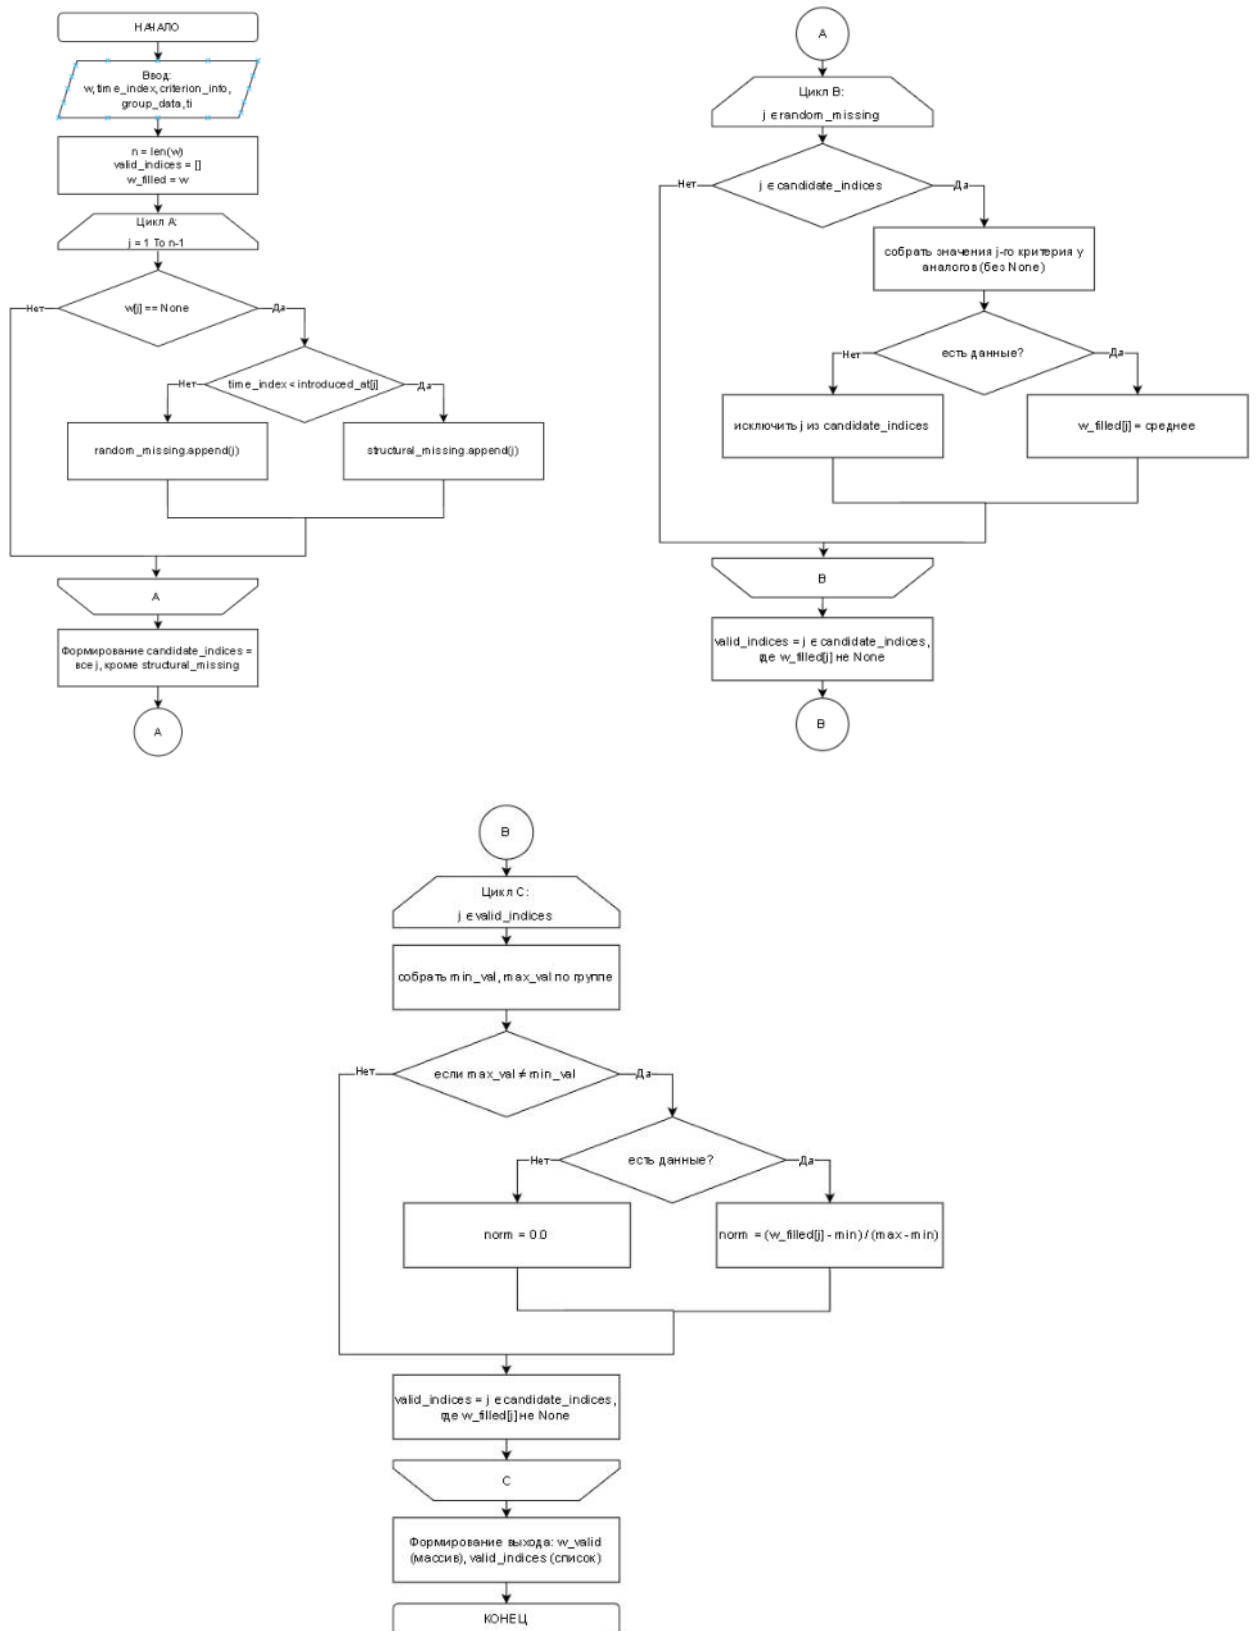 НАЧАЛО
Ввод:
w, time_index, criterion_info,
group_data, ti
n = len(w)
valid_indices = []
w_filled = w
Цикл A:
j = 1 To n-1
w[j] == None
Нет
Да
time_index < introduced_at[j]
Нет
Да
random_missing.append(j)
structural_missing.append(j)
A
Формирование candidate_indices =
все j, кроме structural_missing
A
A
Цикл B:
j ∈ random_missing
j ∈ candidate_indices
Нет
Да
собрать значения j-го критерия у
аналогов (без None)
есть данные?
Нет
Да
исключить j из candidate_indices
w_filled[j] = среднее
B
valid_indices = j ∈ candidate_indices,
где w_filled[j] не None
B
B
Цикл C:
j ∈ valid_indices
собрать min_val, max_val по группе
если max_val ≠ min_val
Нет
Да
есть данные?
Нет
Да
norm = 0.0
norm = (w_filled[j] - min) / (max - min)
valid_indices = j ∈ candidate_indices,
где w_filled[j] не None
C
Формирование выхода: w_valid
(массив), valid_indices (список)
КОНЕЦ